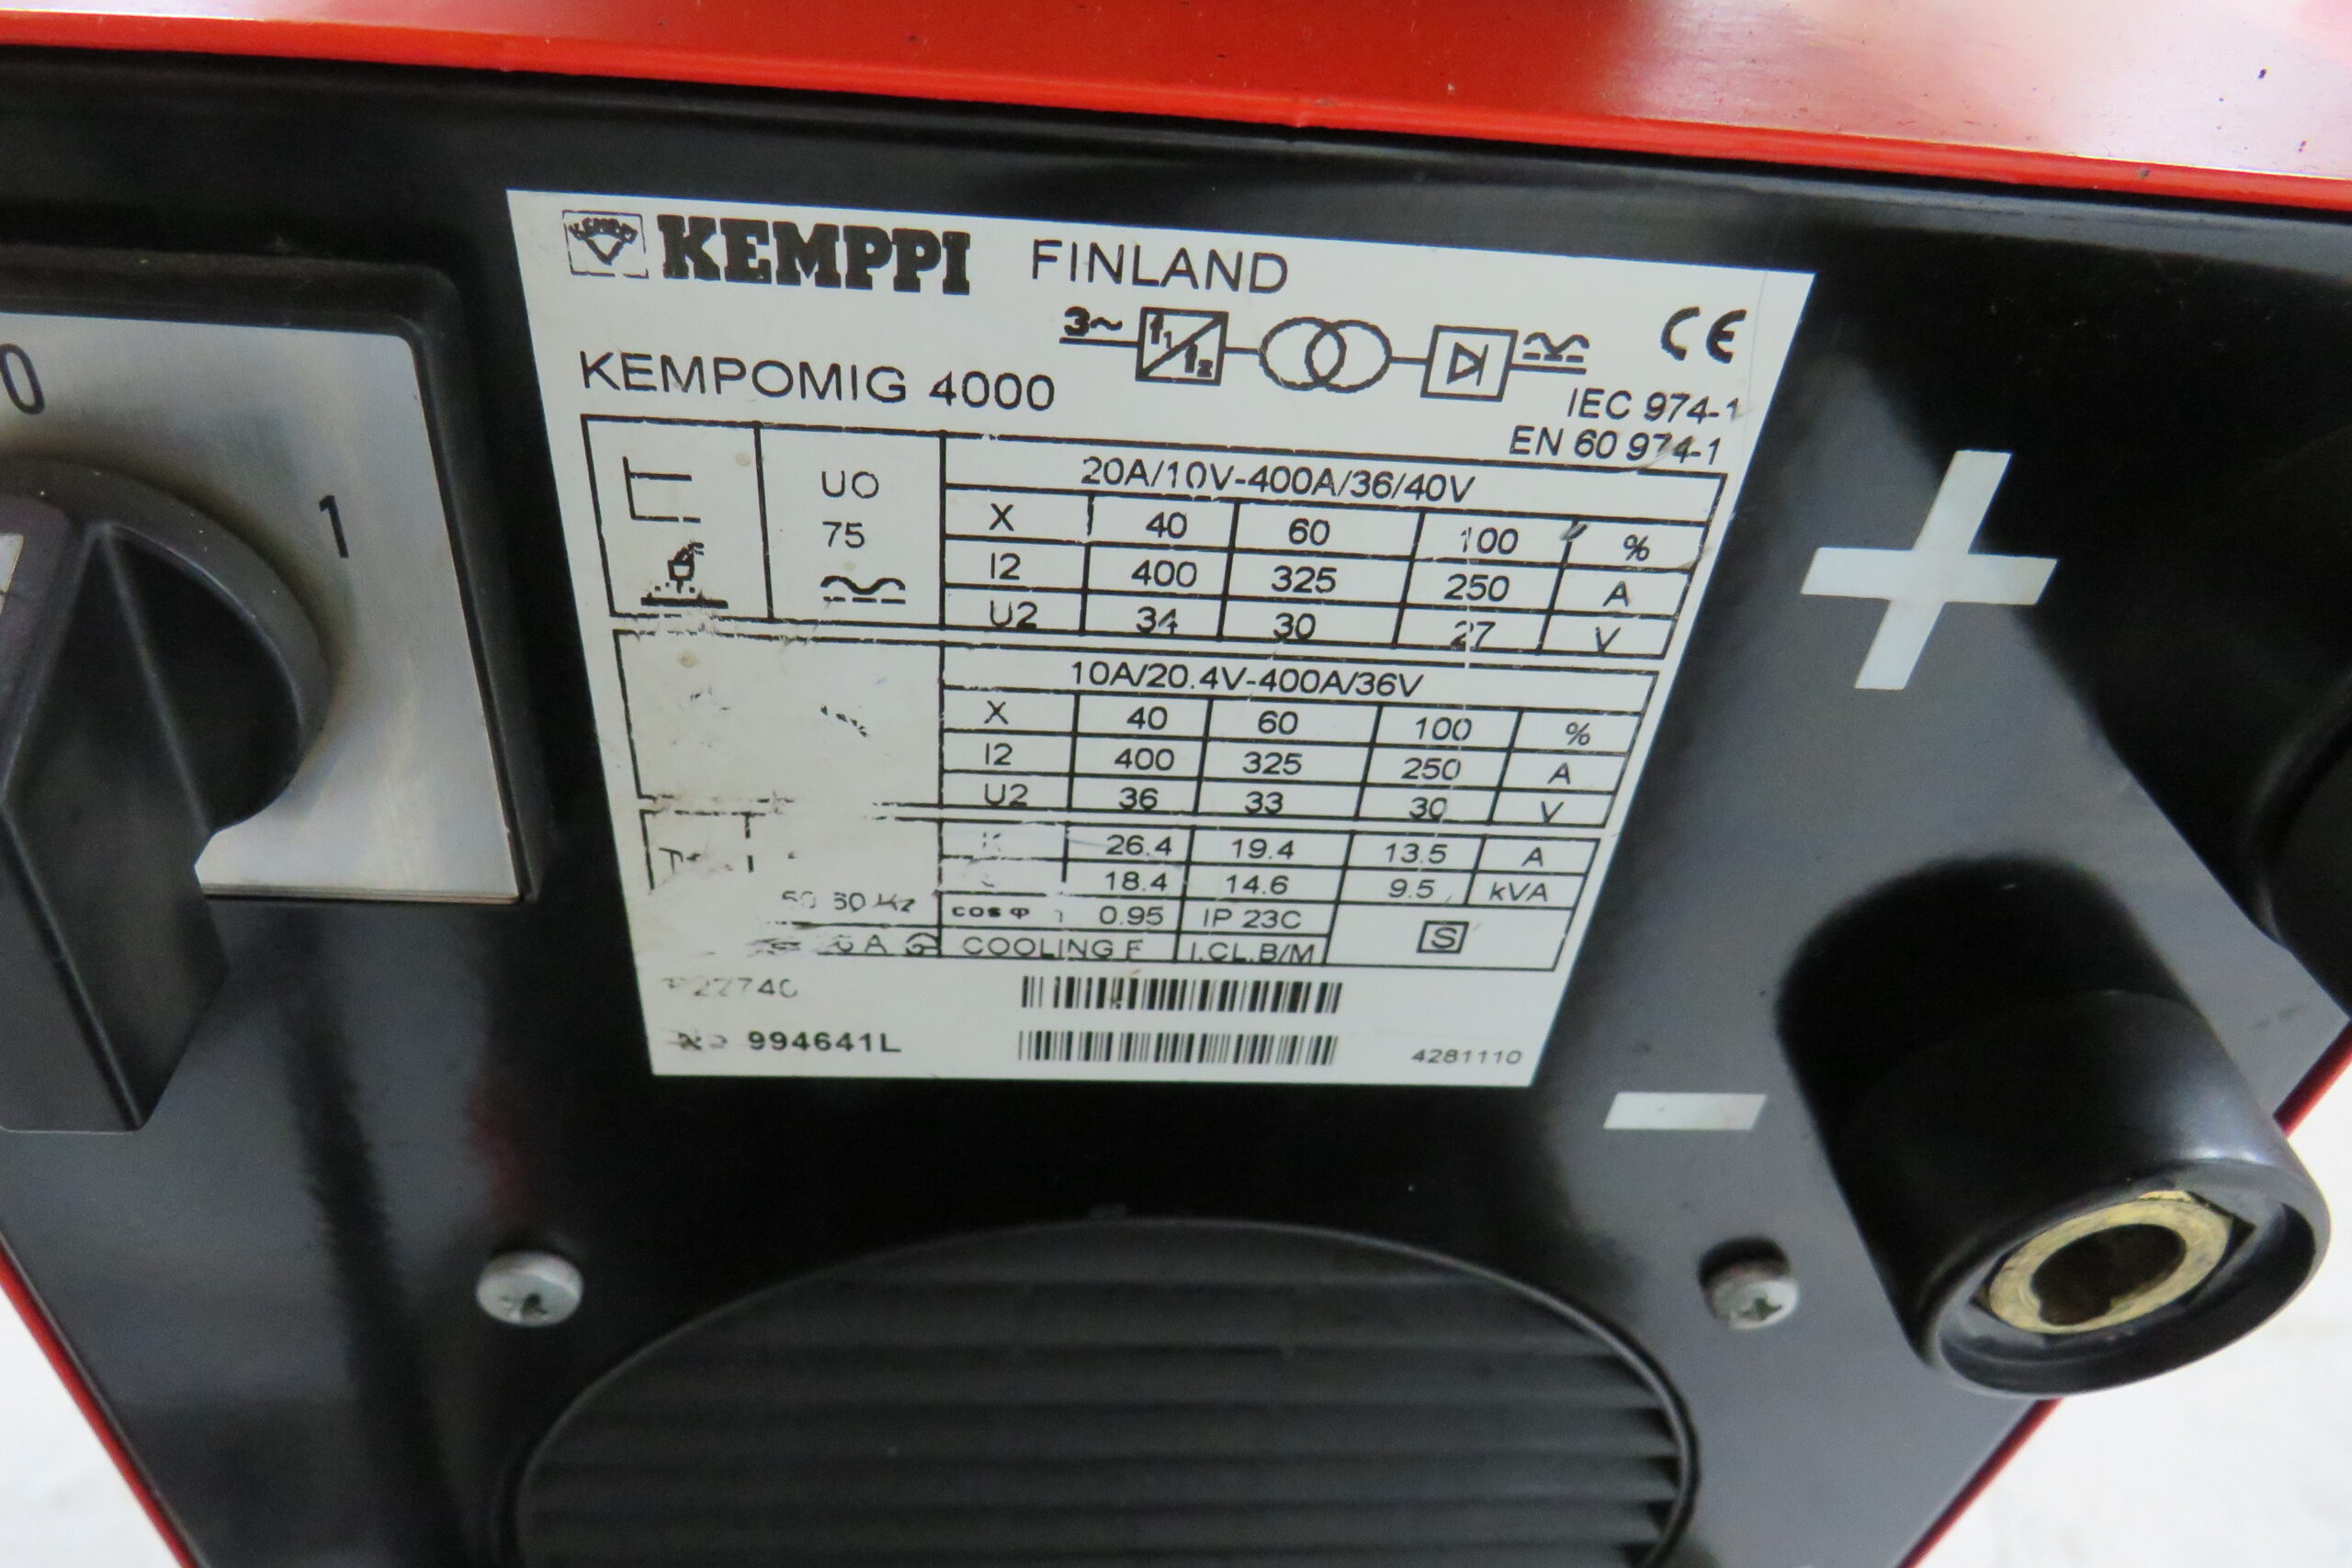 0
1
KEMPPI
KEMPPI FINLAND
3~ f1 f2
CE
KEMPOMIG 4000
IEC 974-1
EN 60 974-1
UO
75
20A/10V-400A/36/40V
X 40 60 100 %
I2 400 325 250 A
U2 34 30 27 V
10A/20.4V-400A/36V
X 40 60 100 %
I2 400 325 250 A
U2 36 33 30 V
26.4 19.4 13.5 A
18.4 14.6 9.5 kVA
cos φ 0.95 IP 23C
S
COOLING F I.CL.B/M
994641L
4281110
+
-